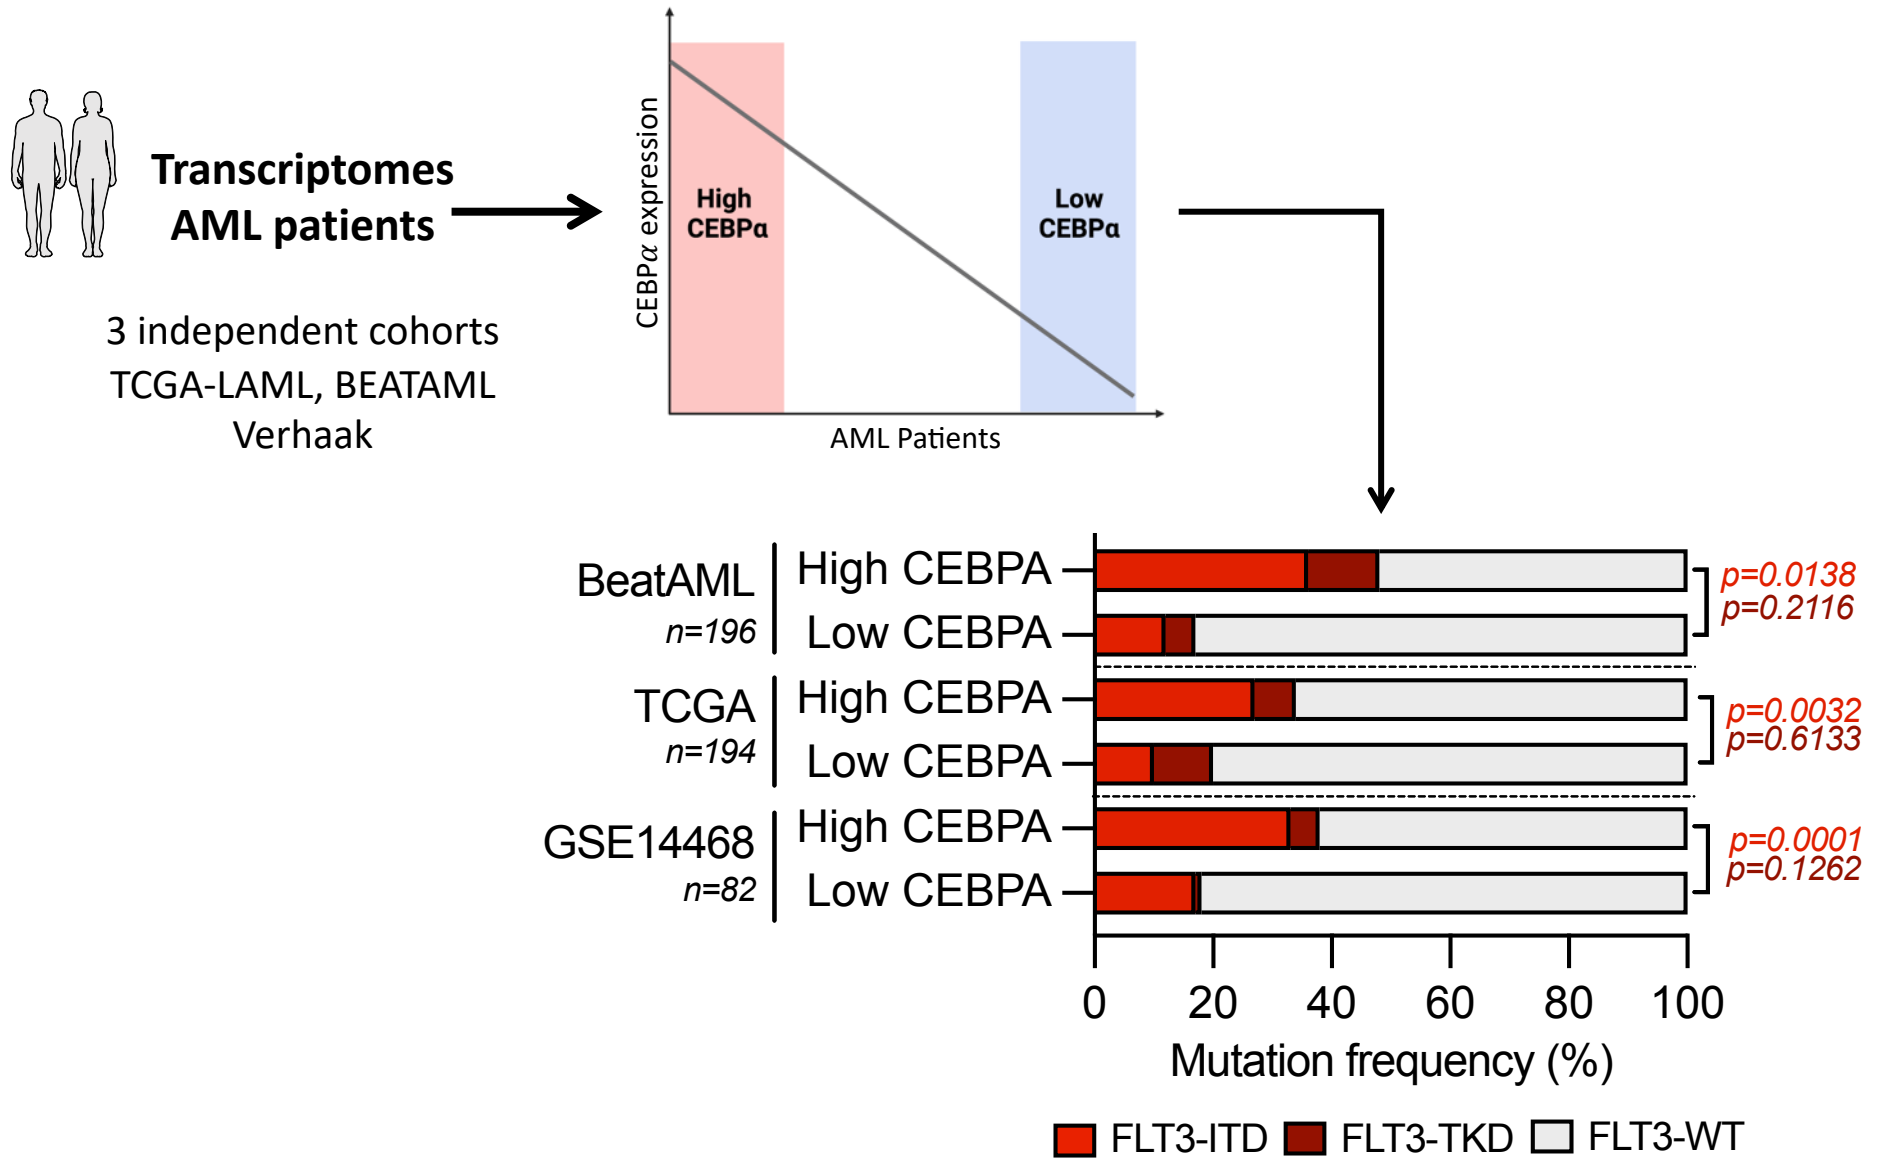 Transcriptomes
AML patients
3 independent cohorts
TCGA-LAML, BEATAML
Verhaak
CEBPα expression
High
CEBPα
Low
CEBPα
AML Patients
BeatAML
n=196
High CEBPA
Low CEBPA
p=0.0138
p=0.2116
TCGA
n=194
High CEBPA
Low CEBPA
p=0.0032
p=0.6133
GSE14468
n=82
High CEBPA
Low CEBPA
p=0.0001
p=0.1262
0 20 40 60 80 100
Mutation frequency (%)
FLT3-ITD FLT3-TKD FLT3-WT